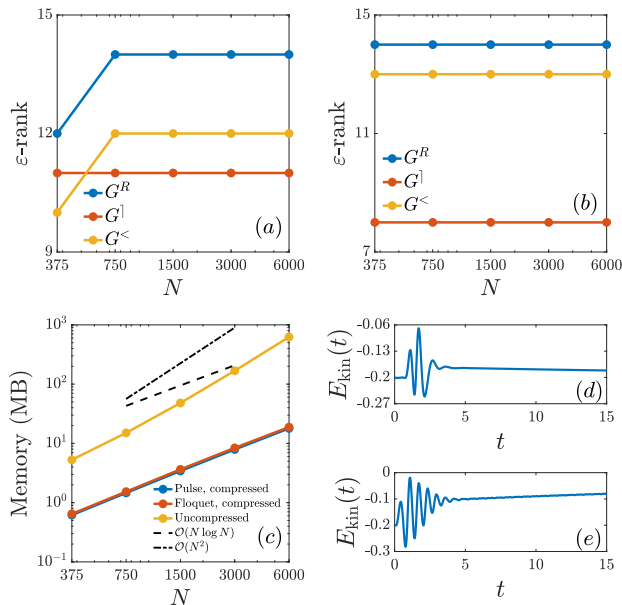 15
12
9
ε-rank
375 750 1500 3000 6000
N
G^R
G^⌉
G^<
(a)
15
11
7
ε-rank
375 750 1500 3000 6000
N
G^R
G^⌉
G^<
(b)
10^3
10^2
10^1
10^0
10^−1
Memory (MB)
375 750 1500 3000 6000
N
Pulse, compressed
Floquet, compressed
Uncompressed
O(N log N)
O(N^2)
(c)
-0.06
-0.13
-0.2
-0.27
E_kin(t)
0 5 10 15
t
(d)
0
-0.1
-0.2
-0.3
E_kin(t)
0 5 10 15
t
(e)